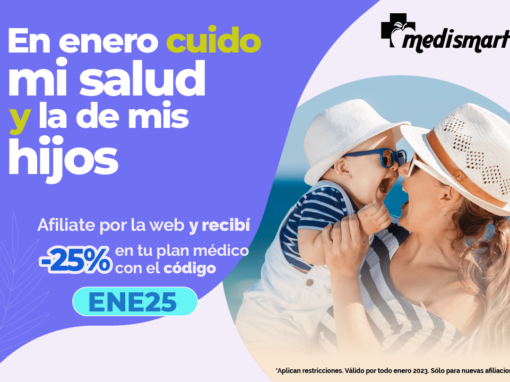 En enero cuido
mi salud
y la de mis
hijos
medismart
Afiliate por la web y recibí
-25% en tu plan médico
con el código
ENE25
*Aplican restricciones. Válido por todo enero 2023. Sólo para nuevas